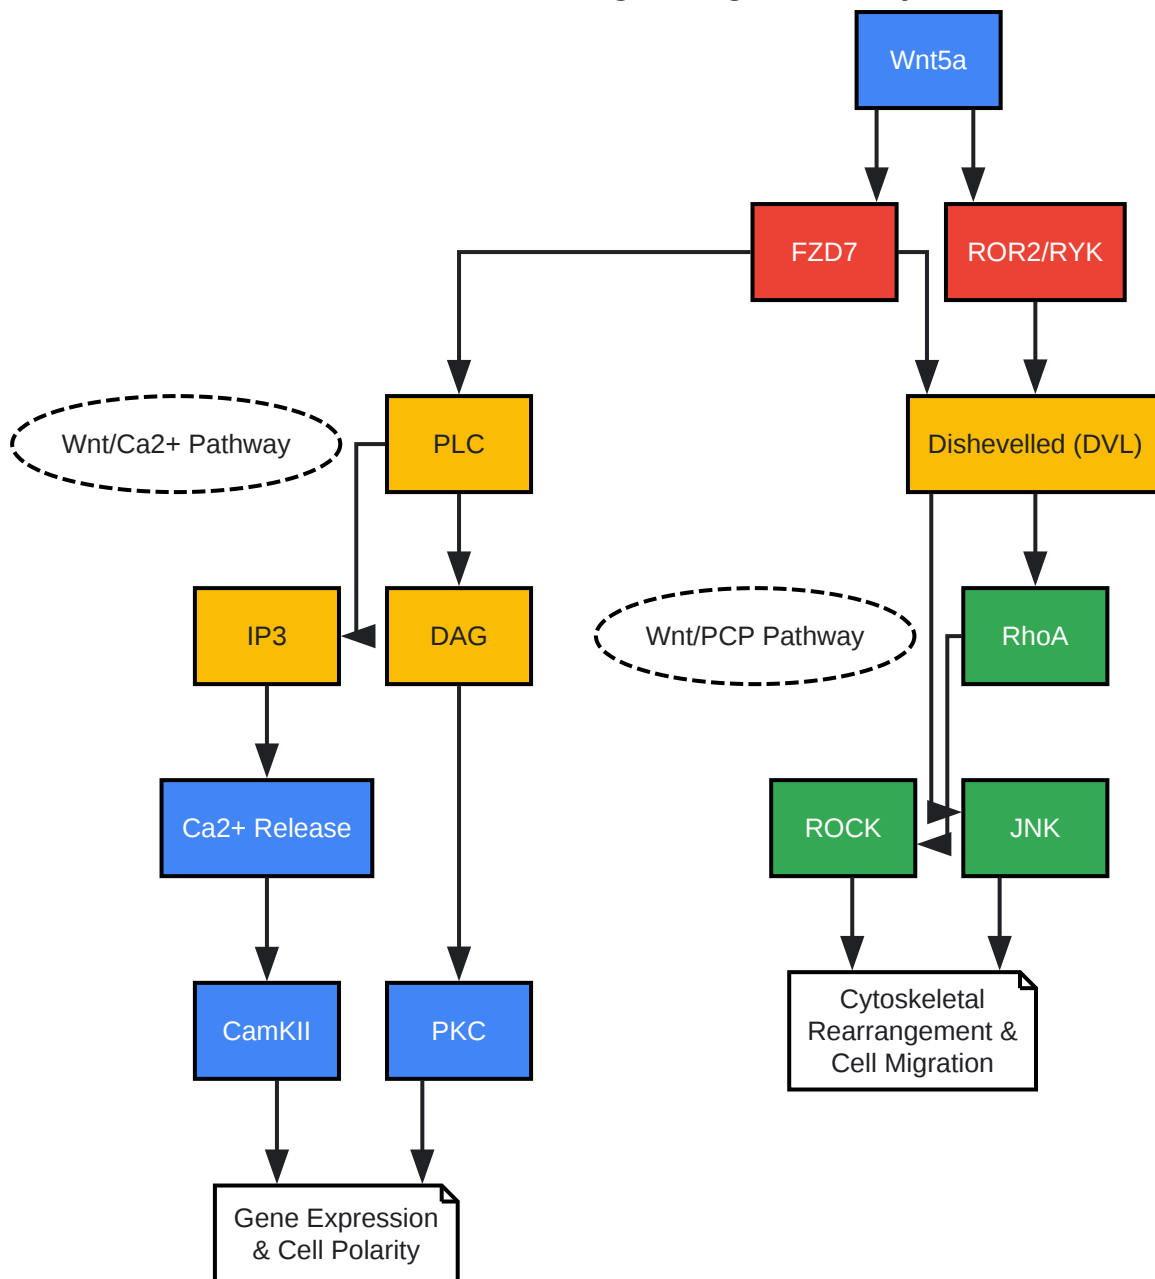 Wnt5a
FZD7
ROR2/RYK
Wnt/Ca2+ Pathway
PLC
Dishevelled (DVL)
IP3
DAG
Wnt/PCP Pathway
RhoA
Ca2+ Release
ROCK
JNK
CamKII
PKC
Cytoskeletal
Rearrangement &
Cell Migration
Gene Expression
& Cell Polarity